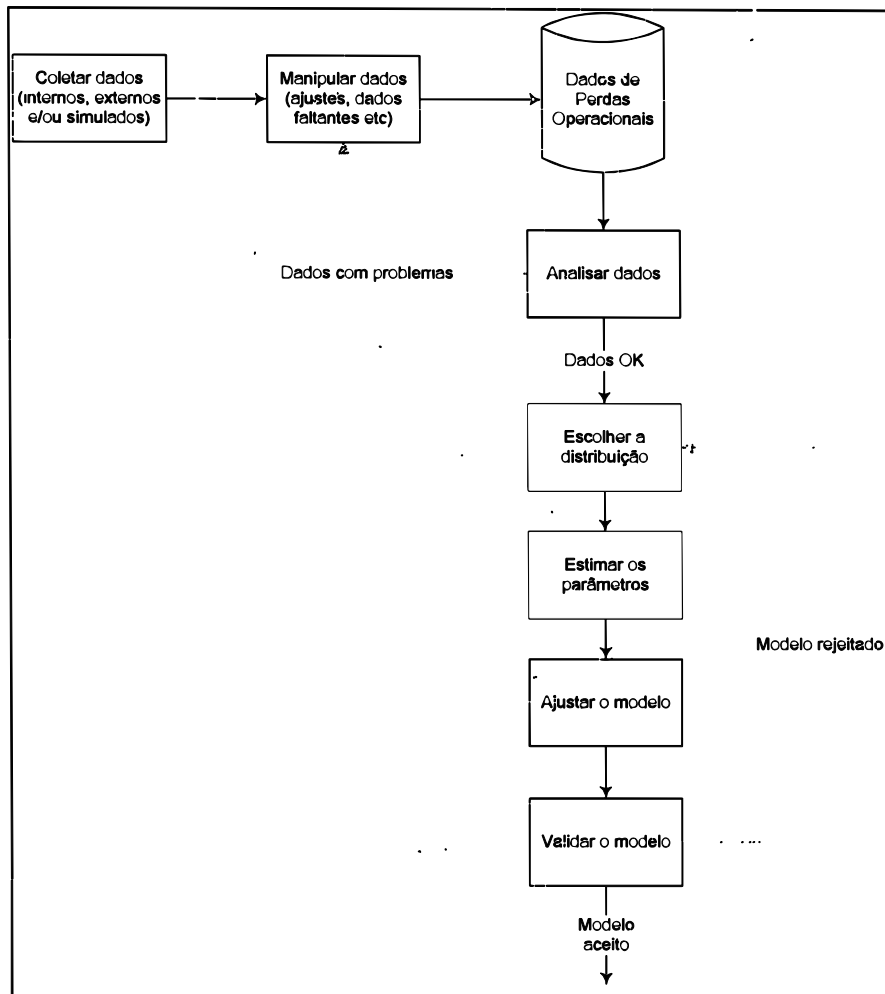 Coletar dados
(internos, externos
e/ou simulados)
Manipular dados
(ajustes, dados
faltantes etc)
Dados de
Perdas
Operacionais
Dados com problemas
Analisar dados
Dados OK
Escolher a
distribuição
Estimar os
parâmetros
Modelo rejeitado
Ajustar o modelo
Validar o modelo
Modelo
aceito